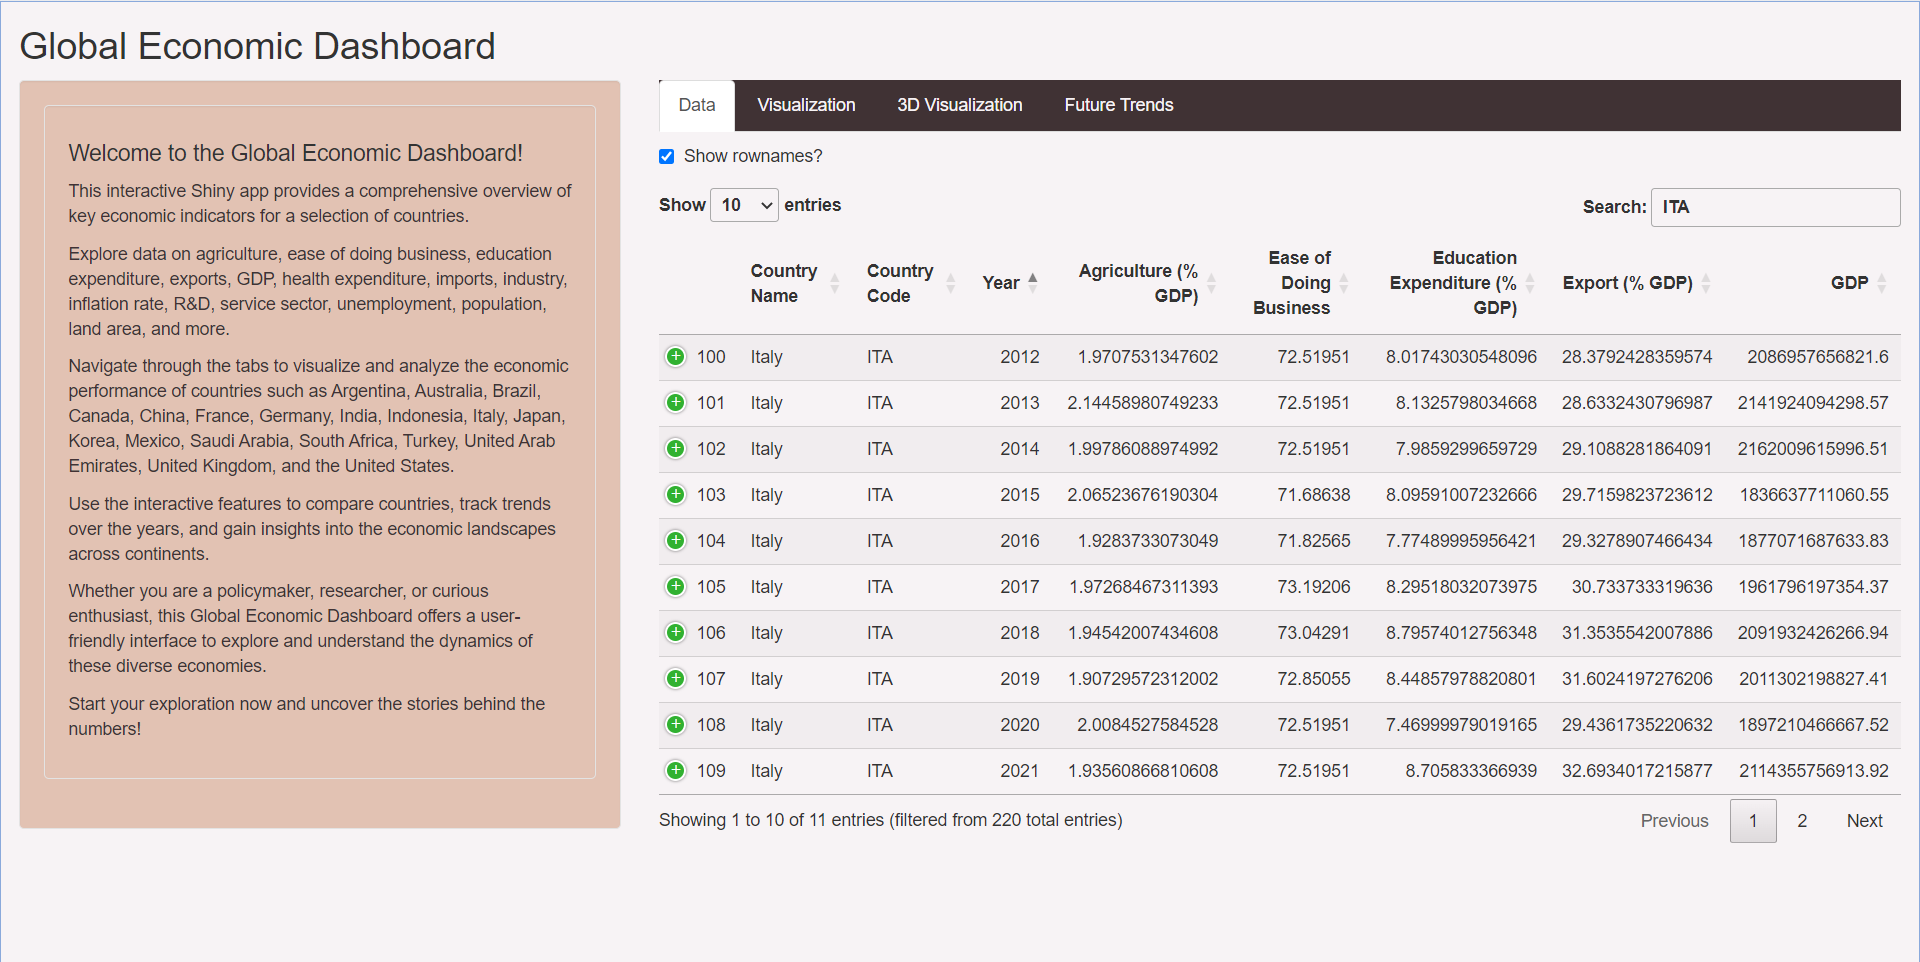 Global Economic Dashboard
Welcome to the Global Economic Dashboard!
This interactive Shiny app provides a comprehensive overview of
key economic indicators for a selection of countries.
Explore data on agriculture, ease of doing business, education
expenditure, exports, GDP, health expenditure, imports, industry,
inflation rate, R&D, service sector, unemployment, population,
land area, and more.
Navigate through the tabs to visualize and analyze the economic
performance of countries such as Argentina, Australia, Brazil,
Canada, China, France, Germany, India, Indonesia, Italy, Japan,
Korea, Mexico, Saudi Arabia, South Africa, Turkey, United Arab
Emirates, United Kingdom, and the United States.
Use the interactive features to compare countries, track trends
over the years, and gain insights into the economic landscapes
across continents.
Whether you are a policymaker, researcher, or curious
enthusiast, this Global Economic Dashboard offers a user-
friendly interface to explore and understand the dynamics of
these diverse economies.
Start your exploration now and uncover the stories behind the
numbers!
Data Visualization 3D Visualization Future Trends
Show rownames?
Show 10 entries
Search: ITA
Country Name
Country Code
Year
Agriculture (% GDP)
Ease of Doing Business
Education Expenditure (% GDP)
Export (% GDP)
GDP
100 Italy ITA 2012 1.9707531347602 72.51951 8.01743030548096 28.3792428359574 2086957656821.6
101 Italy ITA 2013 2.14458980749233 72.51951 8.1325798034668 28.6332430796987 2141924094298.57
102 Italy ITA 2014 1.99786088974992 72.51951 7.9859299659729 29.1088281864091 2162009615996.51
103 Italy ITA 2015 2.06523676190304 71.68638 8.09591007232666 29.7159823723612 1836637711060.55
104 Italy ITA 2016 1.9283733073049 71.82565 7.77489995956421 29.3278907466434 1877071687633.83
105 Italy ITA 2017 1.97268467311393 73.19206 8.29518032073975 30.733733319636 1961796197354.37
106 Italy ITA 2018 1.94542007434608 73.04291 8.79574012756348 31.3535542007886 2091932426266.94
107 Italy ITA 2019 1.90729572312002 72.85055 8.44857978820801 31.6024197276206 2011302198827.41
108 Italy ITA 2020 2.0084527584528 72.51951 7.46999979019165 29.4361735220632 1897210466667.52
109 Italy ITA 2021 1.93560866810608 72.51951 8.705833366939 32.6934017215877 2114355756913.92
Showing 1 to 10 of 11 entries (filtered from 220 total entries)
Previous 1 2 Next